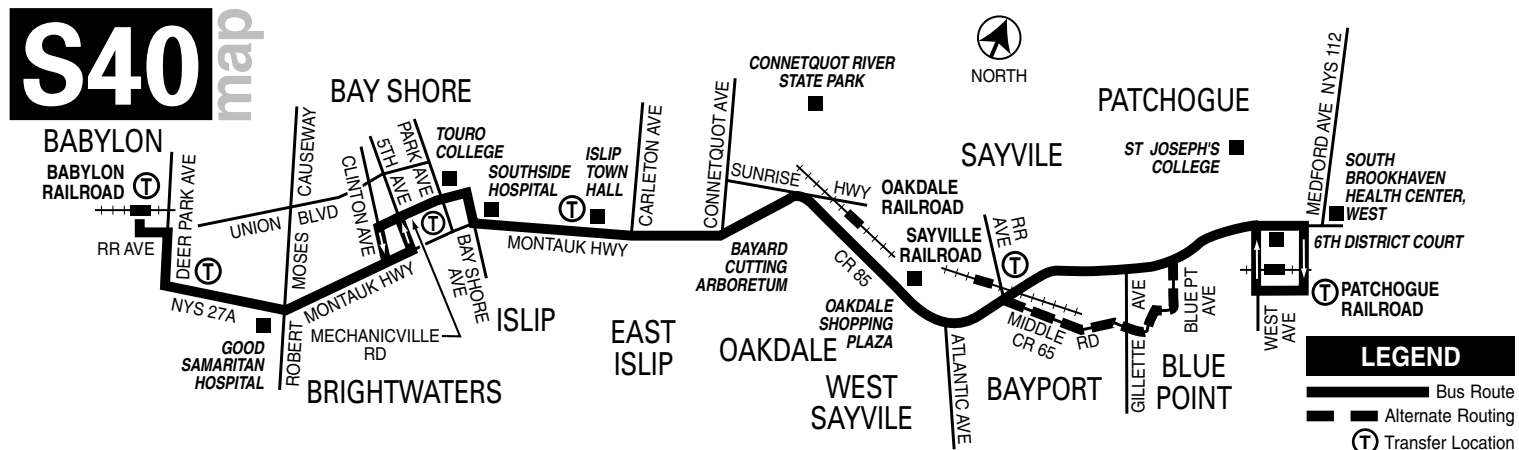 S40
map
BABYLON
BABYLON
RAILROAD
T
RR AVE
DEER PARK AVE
T
NYS 27A
GOOD
SAMARITAN
HOSPITAL
UNION BLVD
ROBERT MOSES CAUSEWAY
BAY SHORE
CLINTON AVE
5TH AVE
PARK AVE
T
MONTAUK HWY
MECHANICVILLE
RD
BRIGHTWATERS
TOURO
COLLEGE
BAY SHORE
AVE
SOUTHSIDE
HOSPITAL
ISLIP
TOWN
HALL
T
MONTAUK HWY
ISLIP
CARLETON AVE
EAST
ISLIP
CONNETQUOT AVE
CONNETQUOT RIVER
STATE PARK
SUNRISE HWY
BAYARD
CUTTING
ARBORETUM
OAKDALE
OAKDALE
RAILROAD
CR 85
OAKDALE
SHOPPING
PLAZA
WEST
SAYVILE
SAYVILLE
RAILROAD
NORTH
SAYVILE
RR
AVE
T
ATLANTIC AVE
MIDDLE RD
CR 65
BAYPORT
GILLETTE AVE
BLUE PT
AVE
BLUE
POINT
PATCHOGUE
ST JOSEPH'S
COLLEGE
MEDFORD AVE NYS 112
SOUTH
BROOKHAVEN
HEALTH CENTER,
WEST
6TH DISTRICT COURT
T
PATCHOGUE
RAILROAD
WEST
AVE
LEGEND
Bus Route
Alternate Routing
T Transfer Location